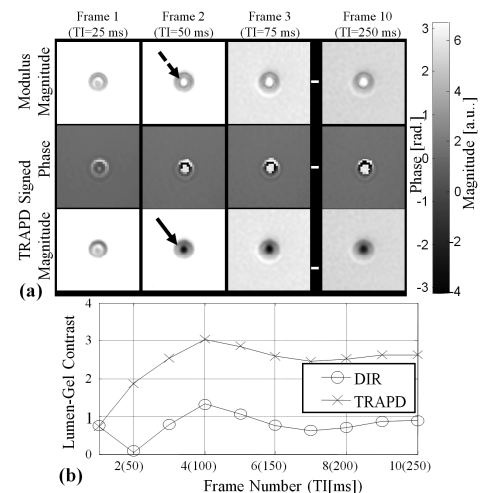 Frame 1 Frame 2 Frame 3 Frame 10
(TI=25 ms) (TI=50 ms) (TI=75 ms) (TI=250 ms)
Modulus
Magnitude
Phase
TRAPD Signed
Magnitude
3
2
1
0
-1
-2
-3
Phase [rad.]
6
4
2
0
-2
-4
Magnitude [a.u..]
(a)
4
3
2
1
0
Lumen-Gel Contrast
DIR
TRAPD
2(50) 4(100) 6(150) 8(200) 10(250)
Frame Number (TI[ms])
(b)